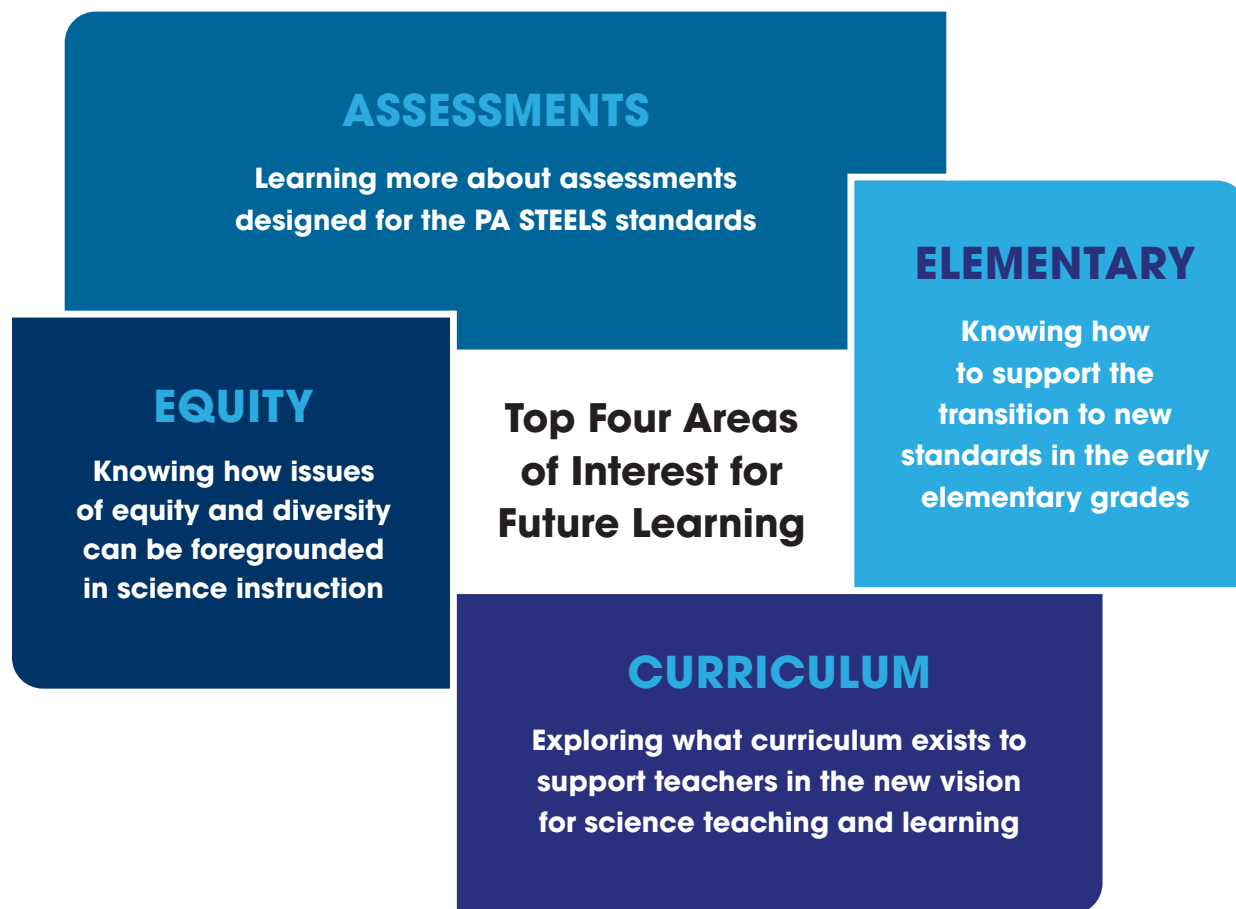 ASSESSMENTS
Learning more about assessments
designed for the PA STEELS standards
ELEMENTARY
Knowing how
to support the
transition to new
standards in the early
elementary grades
EQUITY
Knowing how issues
of equity and diversity
can be foregrounded
in science instruction
Top Four Areas
of Interest for
Future Learning
CURRICULUM
Exploring what curriculum exists to
support teachers in the new vision
for science teaching and learning